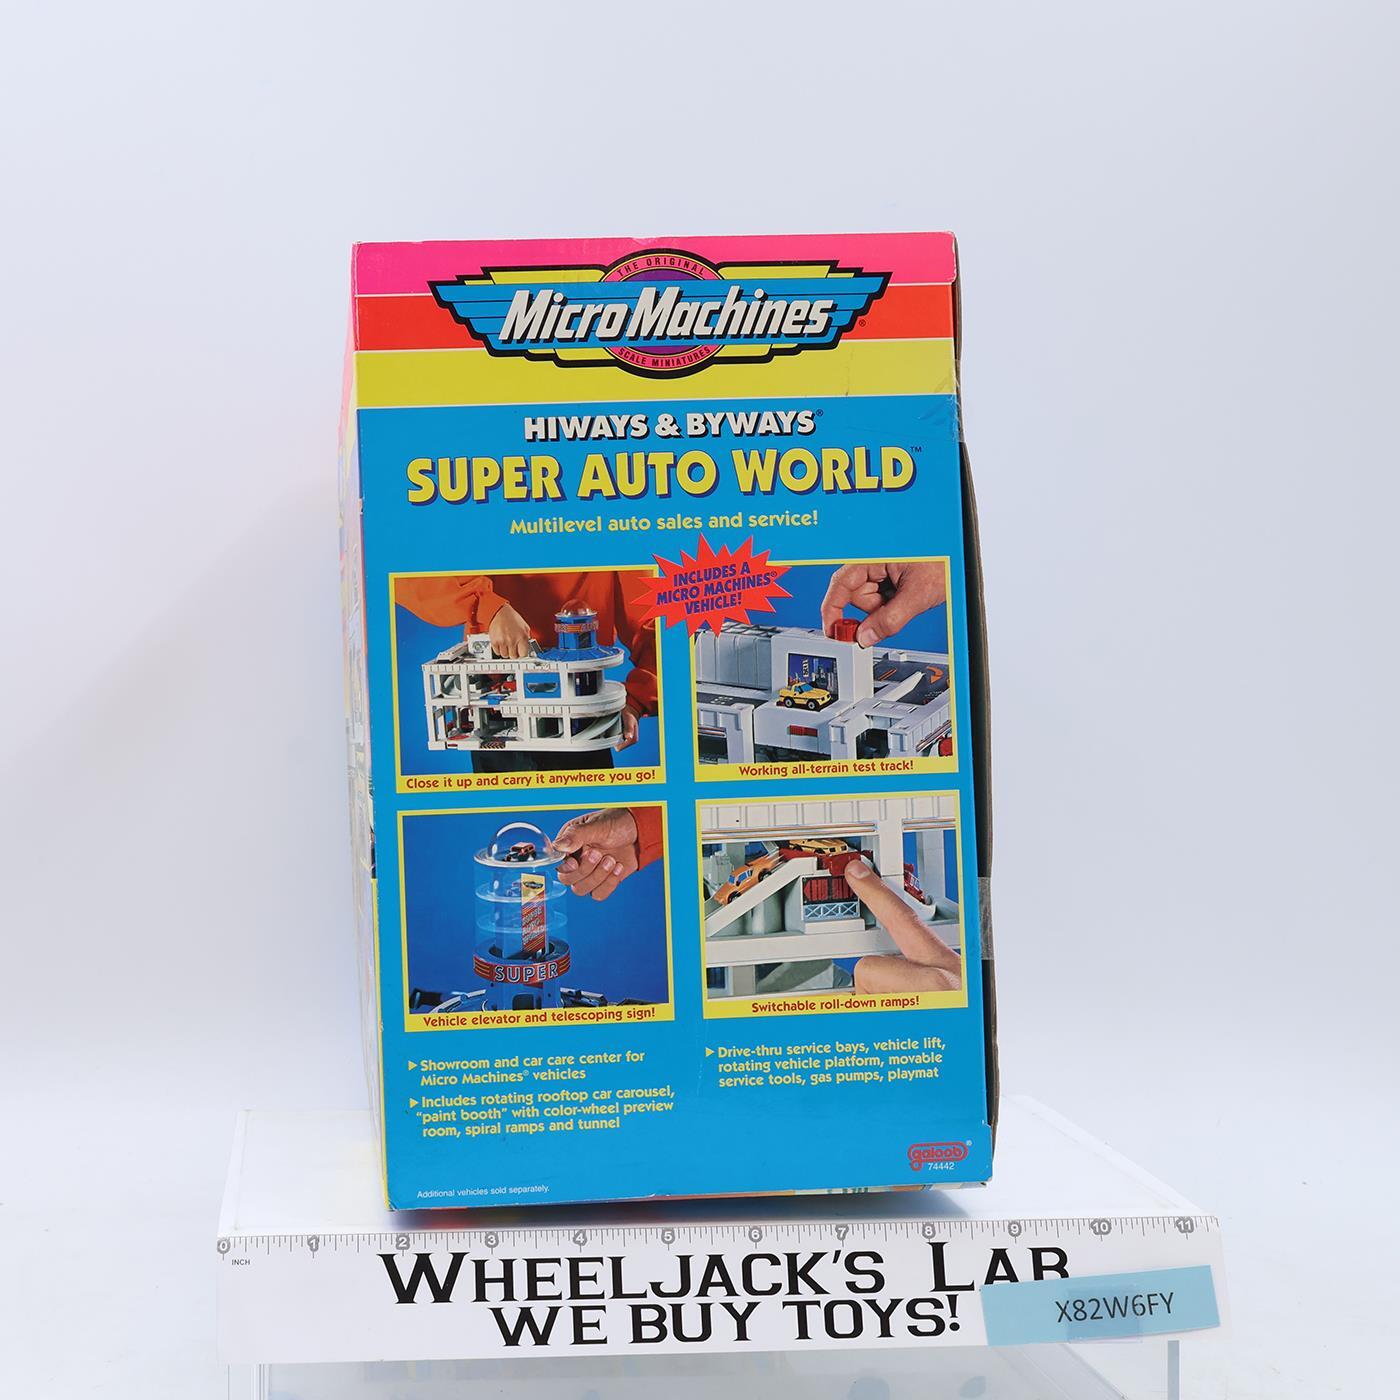 THE ORIGINAL
Micro Machines®
SCALE MINIATURES
HIWAYS & BYWAYS®
SUPER AUTO WORLD™
Multilevel auto sales and service!
INCLUDES A
MICRO MACHINES®
VEHICLE!
Close it up and carry it anywhere you go!
Working all-terrain test track!
SUPER
Vehicle elevator and telescoping sign!
Switchable roll-down ramps!
▶ Showroom and car care center for
Micro Machines® vehicles
▶ Includes rotating rooftop car carousel,
"paint booth" with color-wheel preview
room, spiral ramps and tunnel
▶ Drive-thru service bays, vehicle lift,
rotating vehicle platform, movable
service tools, gas pumps, playmat
galoob®
74442
Additional vehicles sold separately.
0 1 2 3 4 5 6 7 8 9 10 11
INCH
WHEELJACK'S LAB
WE BUY TOYS!
X82W6FY